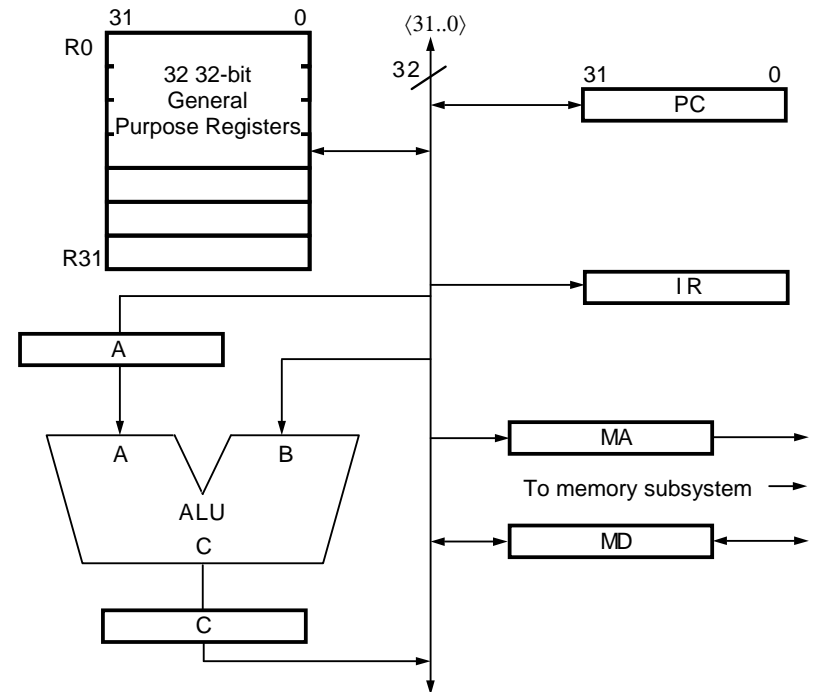 31 0
R0
32 32-bit
General
Purpose Registers
R31
⟨31..0⟩
32
31 0
PC
IR
A
A B
ALU
C
C
MA
To memory subsystem
MD